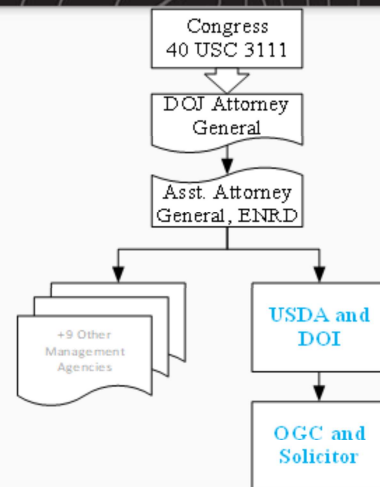 Congress
40 USC 3111
DOJ Attorney
General
Asst. Attorney
General, ENRD
+9 Other
Management
Agencies
USDA and
DOI
OGC and
Solicitor